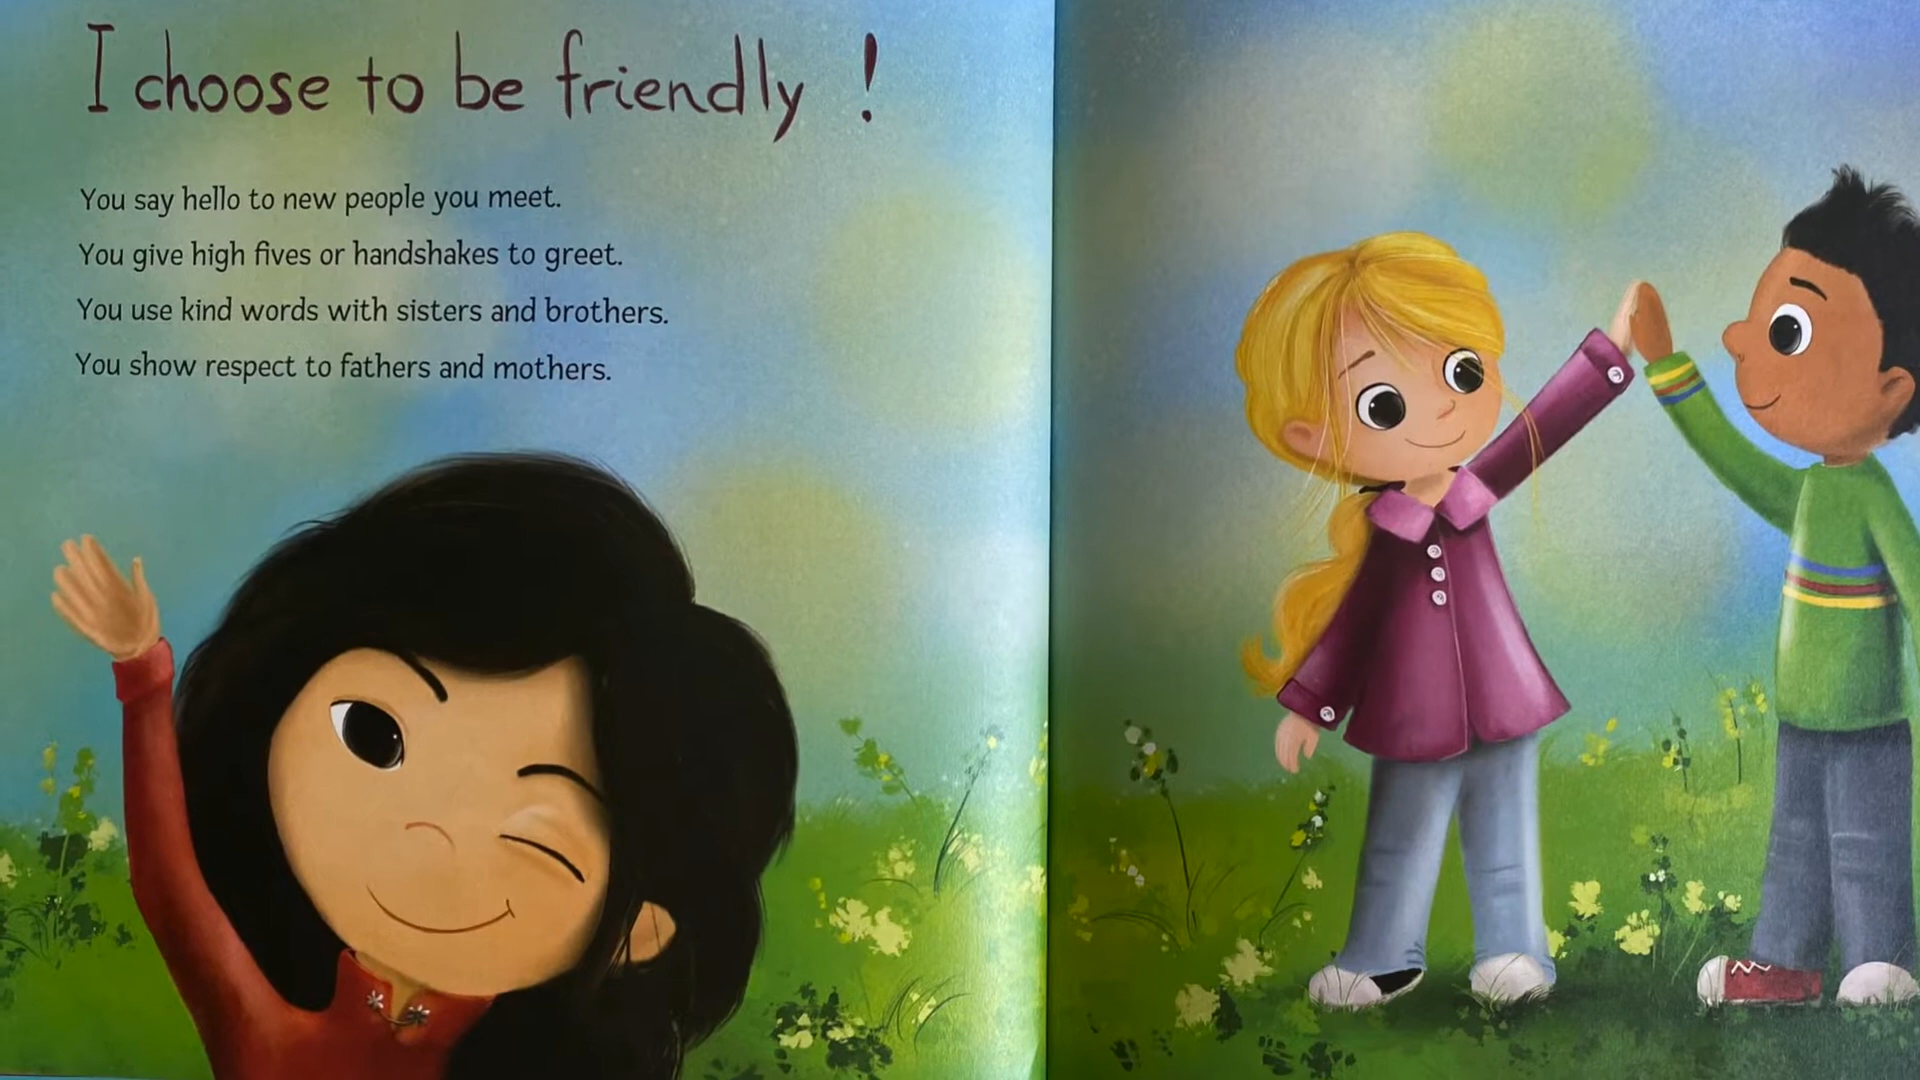 I choose to be friendly !
You say hello to new people you meet.
You give high fives or handshakes to greet.
You use kind words with sisters and brothers.
You show respect to fathers and mothers.